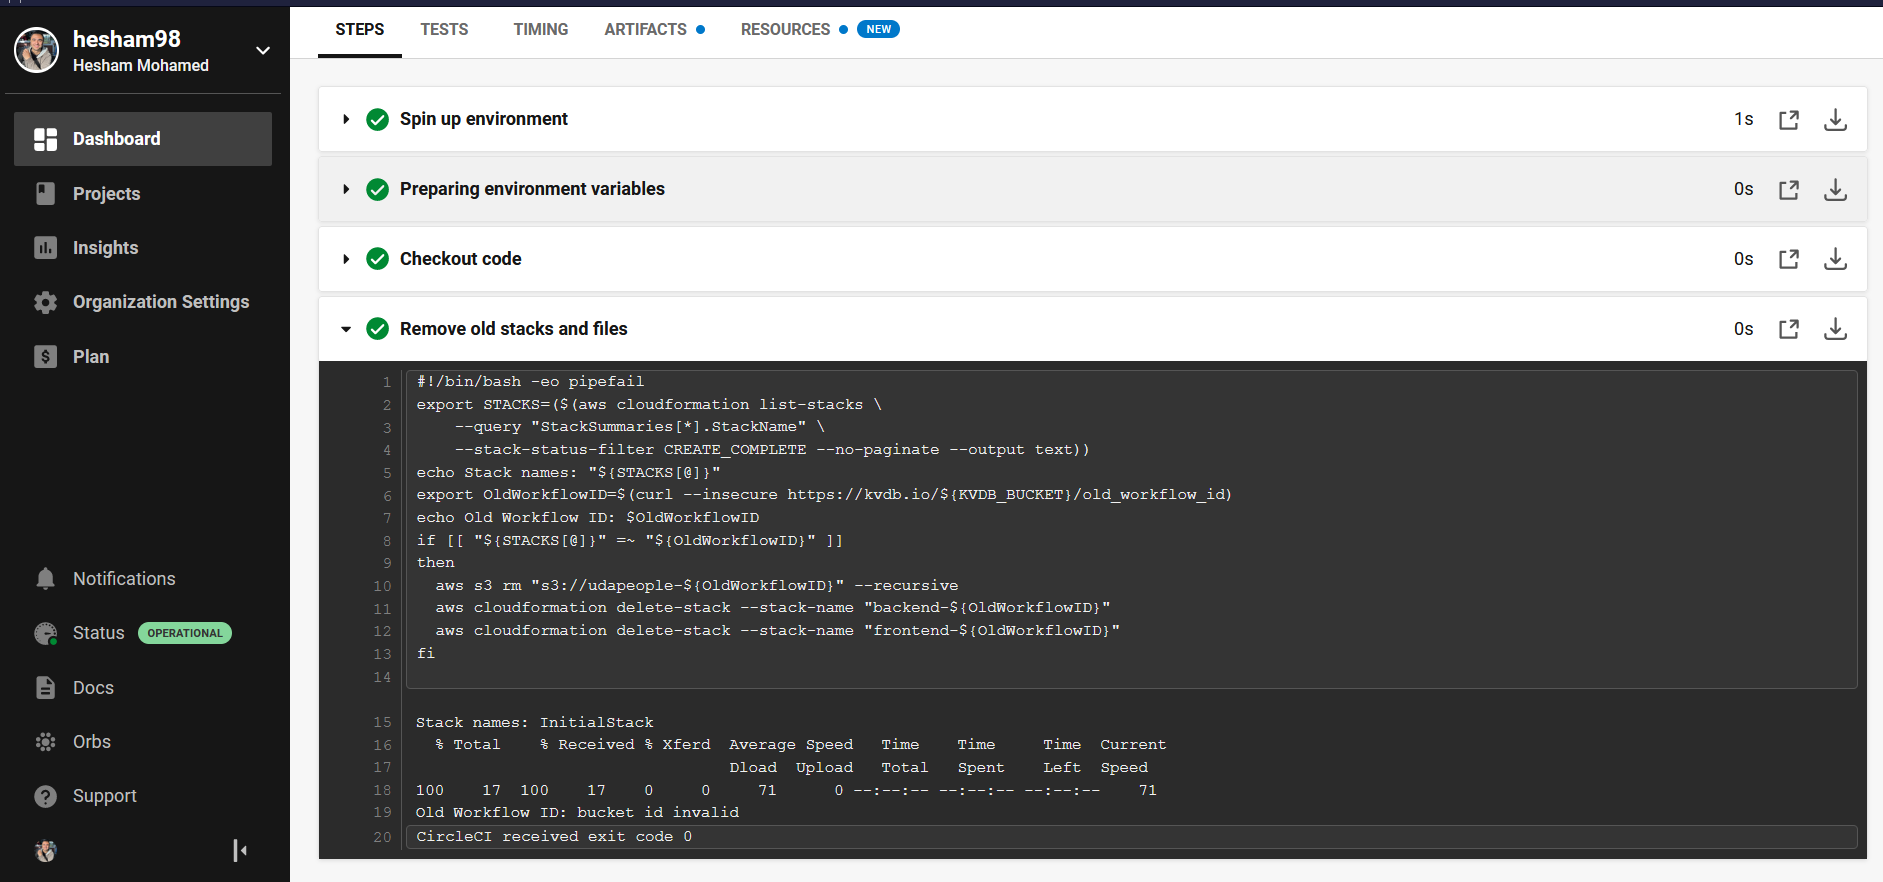 hesham98
Hesham Mohamed
Dashboard
Projects
Insights
Organization Settings
Plan
Notifications
Status OPERATIONAL
Docs
Orbs
Support
STEPS TESTS TIMING ARTIFACTS RESOURCES NEW
Spin up environment 1s
Preparing environment variables 0s
Checkout code 0s
Remove old stacks and files 0s
1 #!/bin/bash -eo pipefail
2 export STACKS=($(aws cloudformation list-stacks \
3     --query "StackSummaries[*].StackName" \
4     --stack-status-filter CREATE_COMPLETE --no-paginate --output text))
5 echo Stack names: "${STACKS[@]}"
6 export OldWorkflowID=$(curl --insecure https://kvdb.io/${KVDB_BUCKET}/old_workflow_id)
7 echo Old Workflow ID: $OldWorkflowID
8 if [[ "${STACKS[@]}" =~ "${OldWorkflowID}" ]]
9 then
10   aws s3 rm "s3://udapeople-${OldWorkflowID}" --recursive
11   aws cloudformation delete-stack --stack-name "backend-${OldWorkflowID}"
12   aws cloudformation delete-stack --stack-name "frontend-${OldWorkflowID}"
13 fi
14
15 Stack names: InitialStack
16   % Total    % Received % Xferd  Average Speed   Time    Time     Time  Current
17                                  Dload  Upload   Total   Spent    Left  Speed
18 100    17  100    17    0     0     71      0 --:--:-- --:--:-- --:--:--    71
19 Old Workflow ID: bucket id invalid
20 CircleCI received exit code 0